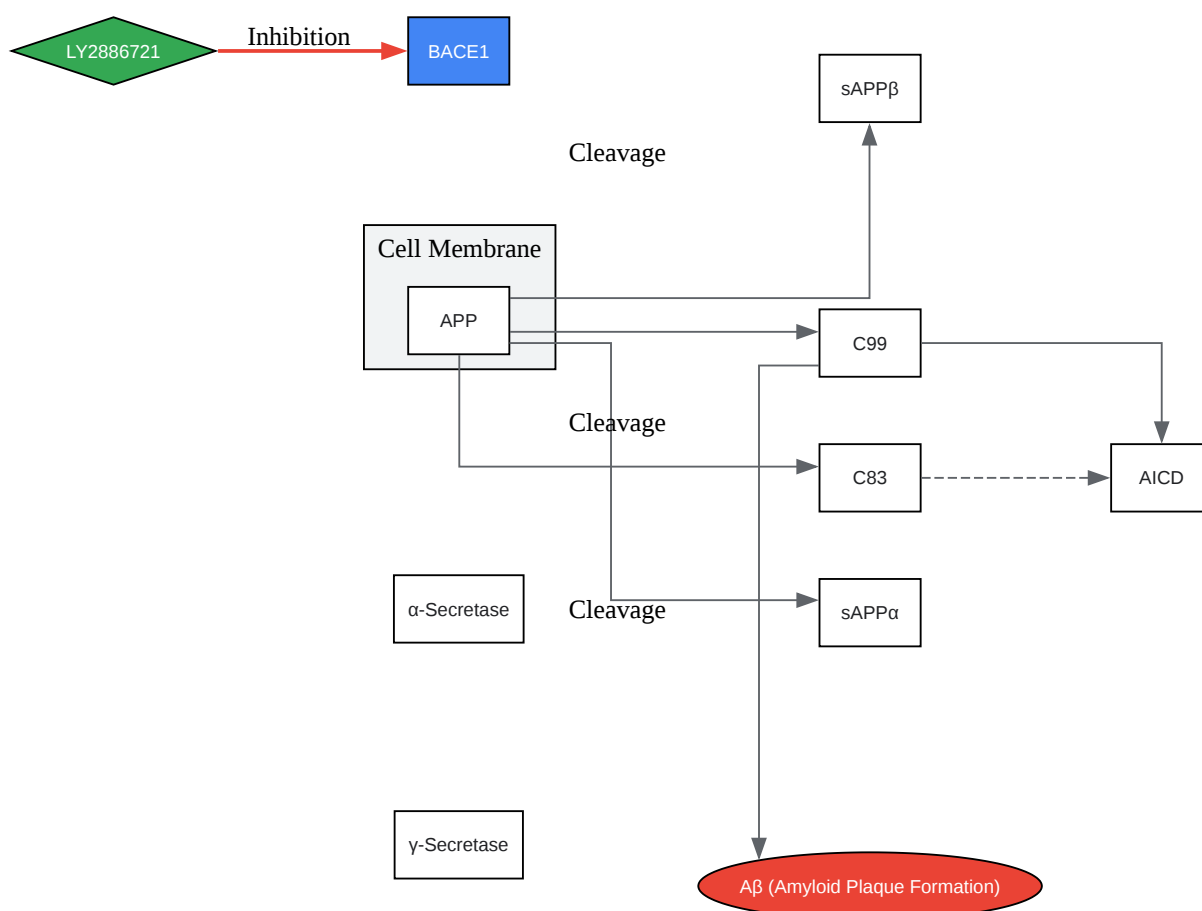 LY2886721
Inhibition
BACE1
sAPPβ
Cleavage
Cell Membrane
APP
C99
Cleavage
C83
AICD
α-Secretase
Cleavage
sAPPα
γ-Secretase
Aβ (Amyloid Plaque Formation)